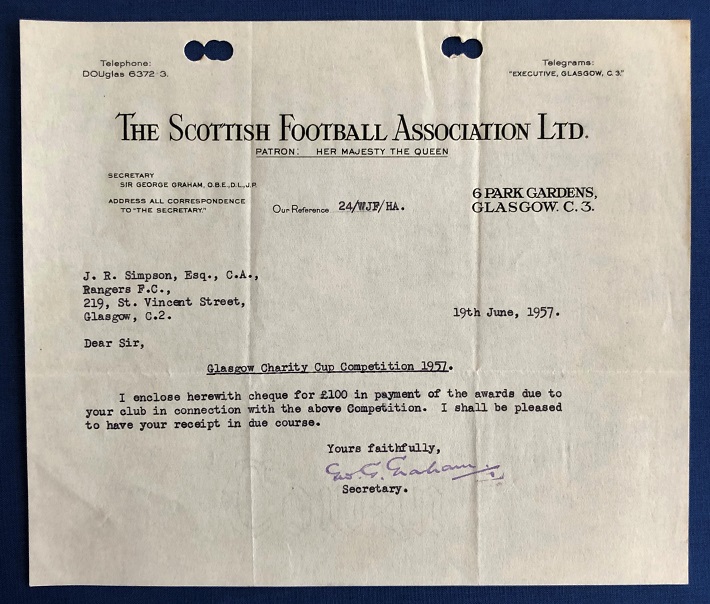 Telephone:
DOUglas 6372-3.
Telegrams:
"EXECUTIVE, GLASGOW, C.3."
THE SCOTTISH FOOTBALL ASSOCIATION LTD.
PATRON: HER MAJESTY THE QUEEN
SECRETARY
SIR GEORGE GRAHAM, O.B.E., D.L., J.P.
ADDRESS ALL CORRESPONDENCE
TO "THE SECRETARY."
Our Reference 24/WJF/HA.
6 PARK GARDENS,
GLASGOW. C.3.
J. R. Simpson, Esq., C.A.,
Rangers F.C.,
219, St. Vincent Street,
Glasgow, C.2.
19th June, 1957.
Dear Sir,
Glasgow Charity Cup Competition 1957.
I enclose herewith cheque for £100 in payment of the awards due to
your club in connection with the above Competition. I shall be pleased
to have your receipt in due course.
Yours faithfully,
Geo. G. Graham.
Secretary.